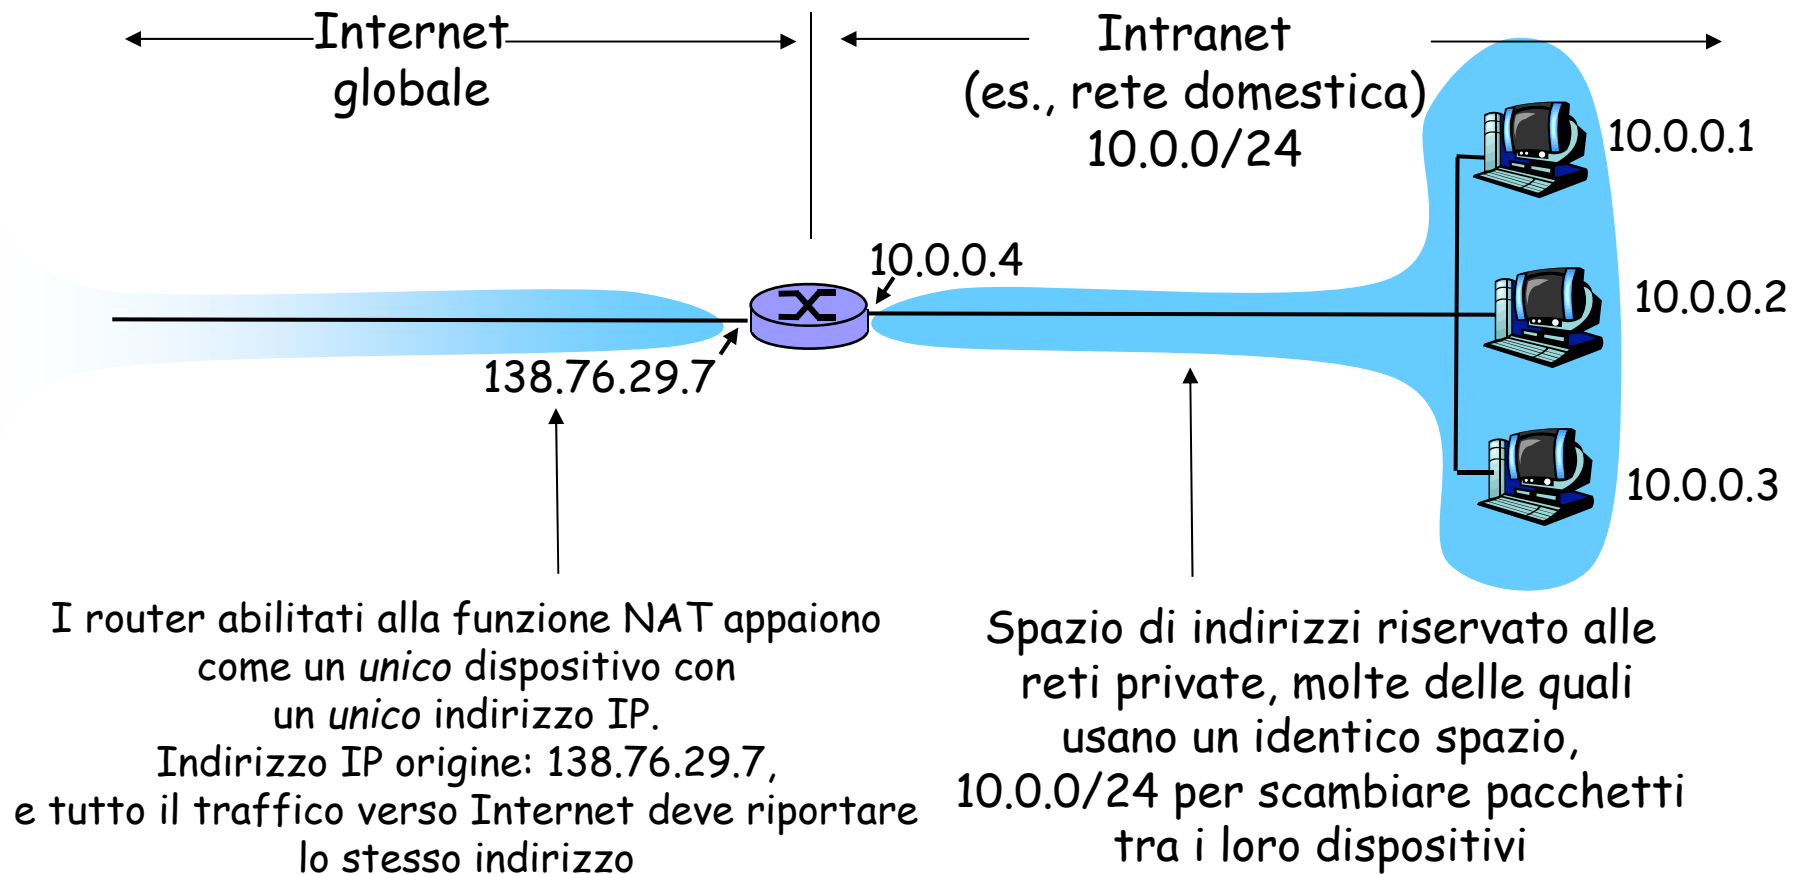 Internet
globale
Intranet
(es., rete domestica)
10.0.0/24
10.0.0.1
10.0.0.4
10.0.0.2
138.76.29.7
10.0.0.3
I router abilitati alla funzione NAT appaiono
come un unico dispositivo con
un unico indirizzo IP.
Indirizzo IP origine: 138.76.29.7,
e tutto il traffico verso Internet deve riportare
lo stesso indirizzo
Spazio di indirizzi riservato alle
reti private, molte delle quali
usano un identico spazio,
10.0.0/24 per scambiare pacchetti
tra i loro dispositivi